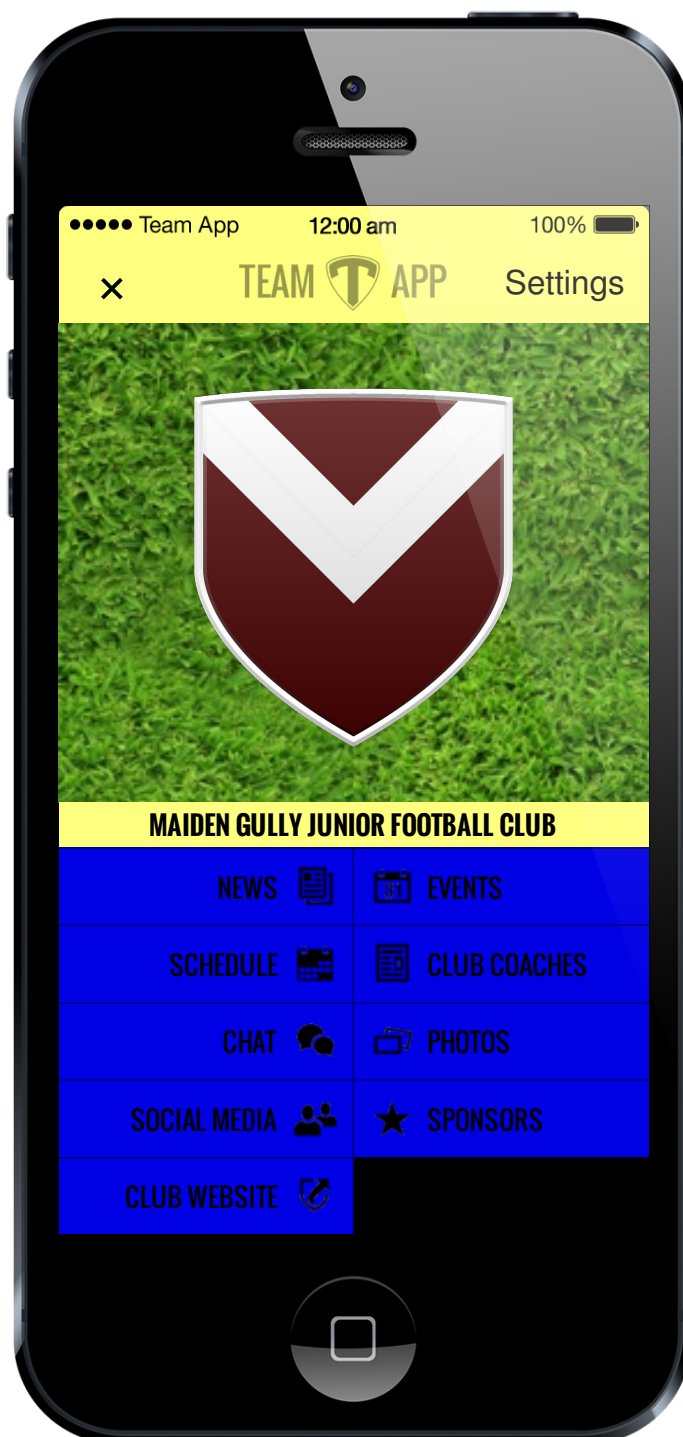 Team App 12:00 am 100%
× TEAM T APP Settings
MAIDEN GULLY JUNIOR FOOTBALL CLUB
NEWS 31 EVENTS
SCHEDULE CLUB COACHES
CHAT PHOTOS
SOCIAL MEDIA SPONSORS
CLUB WEBSITE